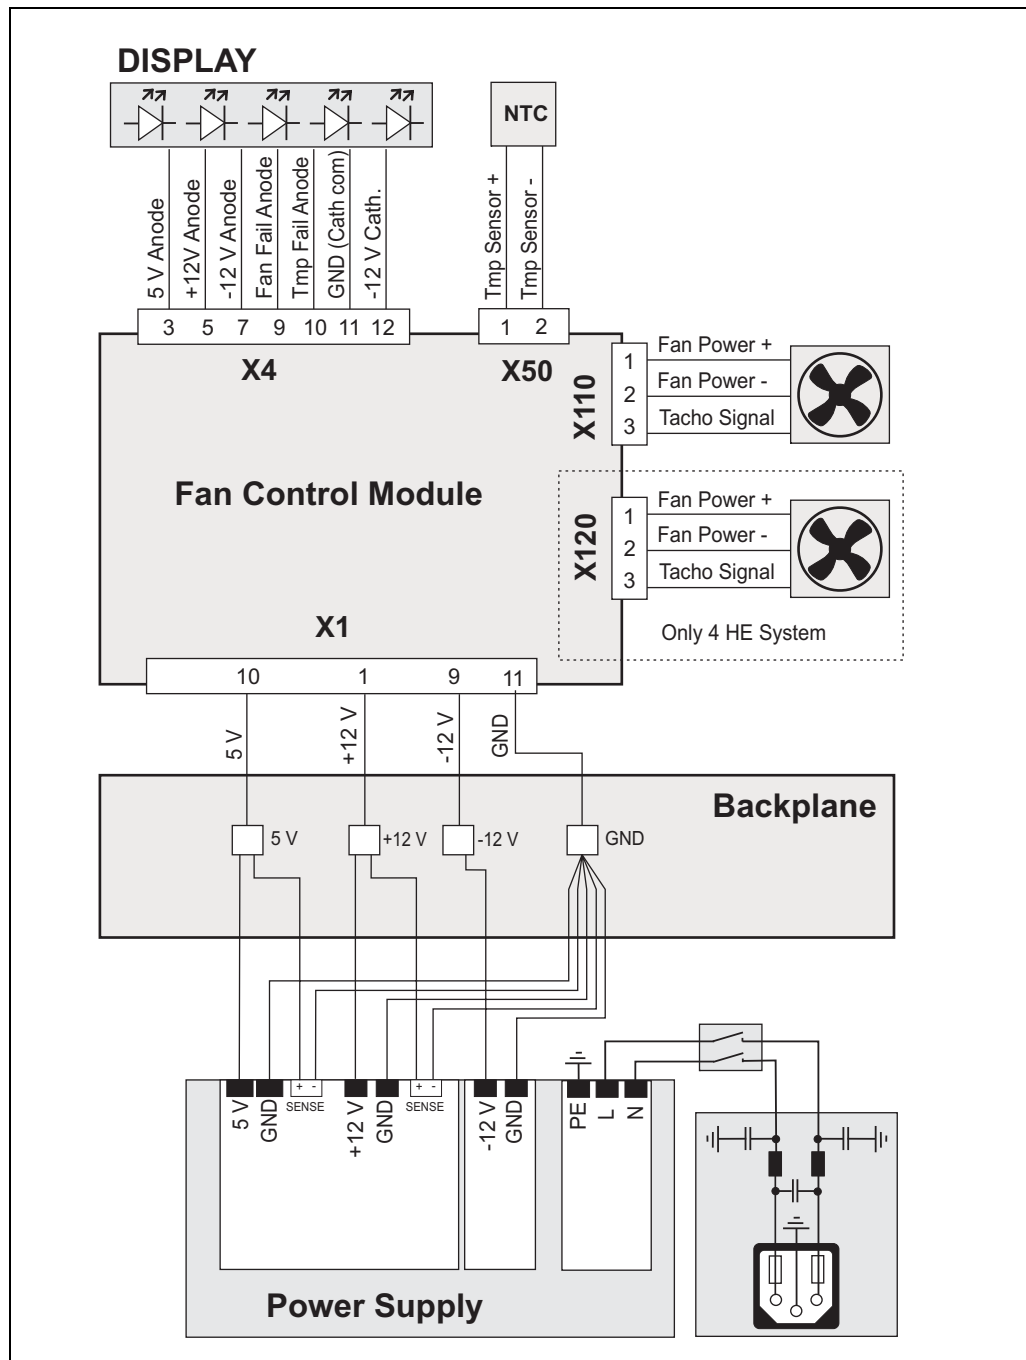 DISPLAY
NTC
5 V Anode
+12V Anode
-12 V Anode
Fan Fail Anode
Tmp Fail Anode
GND (Cath com)
-12 V Cath.
Tmp Sensor +
Tmp Sensor -
3 5 7 9 10 11 12
1 2
X4
X50
X110
1 Fan Power +
2 Fan Power -
3 Tacho Signal
Fan Control Module
X120
1 Fan Power +
2 Fan Power -
3 Tacho Signal
Only 4 HE System
X1
10 1 9 11
5 V
+12 V
-12 V
GND
Backplane
5 V
+12 V
-12 V
GND
+ -
SENSE
+ -
SENSE
5 V
GND
+12 V
GND
-12 V
GND
PE
L
N
Power Supply